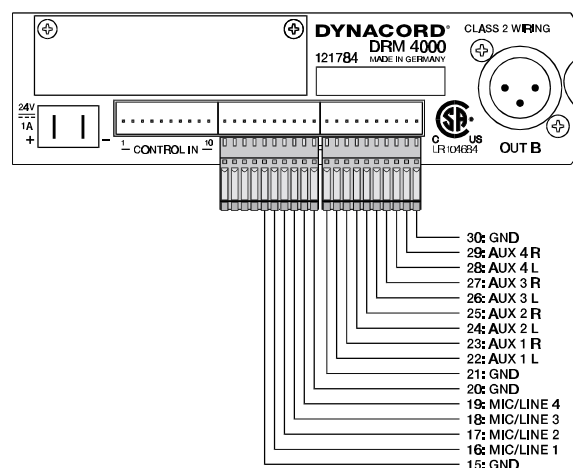 DYNACORD®
DRM 4000
121784 MADE IN GERMANY
CLASS 2 WIRING
24V
1A
+ -
1 CONTROL IN 10
C US
LR104684
OUT B
30: GND
29: AUX 4 R
28: AUX 4 L
27: AUX 3 R
26: AUX 3 L
25: AUX 2 R
24: AUX 2 L
23: AUX 1 R
22: AUX 1 L
21: GND
20: GND
19: MIC/LINE 4
18: MIC/LINE 3
17: MIC/LINE 2
16: MIC/LINE 1
15: GND